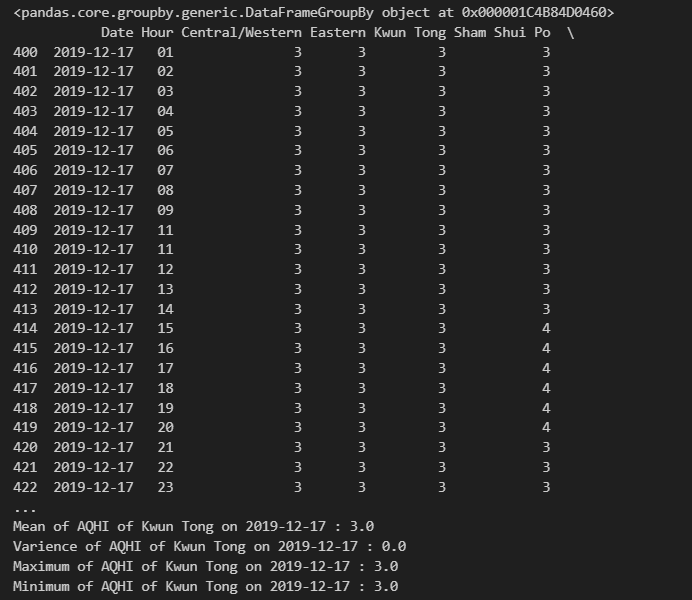 <pandas.core.groupby.generic.DataFrameGroupBy object at 0x000001C4B84D0460>
Date Hour Central/Western Eastern Kwun Tong Sham Shui Po \
400 2019-12-17 01 3 3 3 3
401 2019-12-17 02 3 3 3 3
402 2019-12-17 03 3 3 3 3
403 2019-12-17 04 3 3 3 3
404 2019-12-17 05 3 3 3 3
405 2019-12-17 06 3 3 3 3
406 2019-12-17 07 3 3 3 3
407 2019-12-17 08 3 3 3 3
408 2019-12-17 09 3 3 3 3
409 2019-12-17 11 3 3 3 3
410 2019-12-17 11 3 3 3 3
411 2019-12-17 12 3 3 3 3
412 2019-12-17 13 3 3 3 3
413 2019-12-17 14 3 3 3 3
414 2019-12-17 15 3 3 3 4
415 2019-12-17 16 3 3 3 4
416 2019-12-17 17 3 3 3 4
417 2019-12-17 18 3 3 3 4
418 2019-12-17 19 3 3 3 4
419 2019-12-17 20 3 3 3 4
420 2019-12-17 21 3 3 3 3
421 2019-12-17 22 3 3 3 3
422 2019-12-17 23 3 3 3 3
...
Mean of AQHI of Kwun Tong on 2019-12-17 : 3.0
Varience of AQHI of Kwun Tong on 2019-12-17 : 0.0
Maximum of AQHI of Kwun Tong on 2019-12-17 : 3.0
Minimum of AQHI of Kwun Tong on 2019-12-17 : 3.0